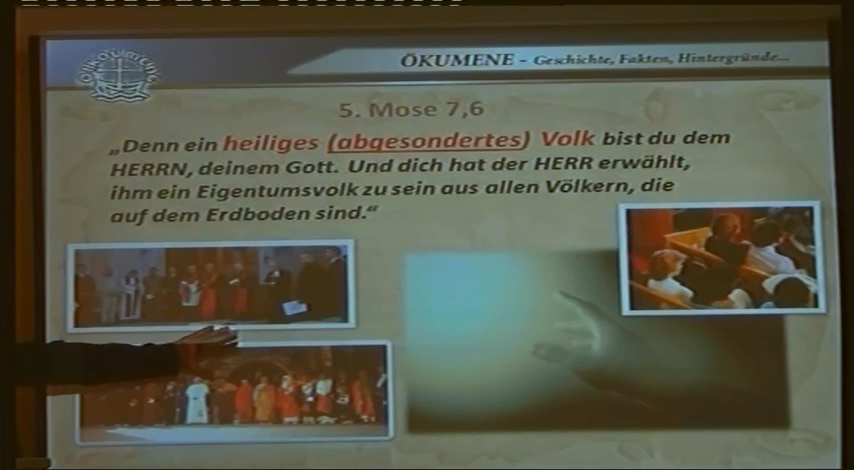 ÖKUMENE - Geschichte, Fakten, Hintergründe...
5. Mose 7,6
„Denn ein heiliges (abgesondertes) Volk bist du dem
HERRN, deinem Gott. Und dich hat der HERR erwählt,
ihm ein Eigentumsvolk zu sein aus allen Völkern, die
auf dem Erdboden sind.“